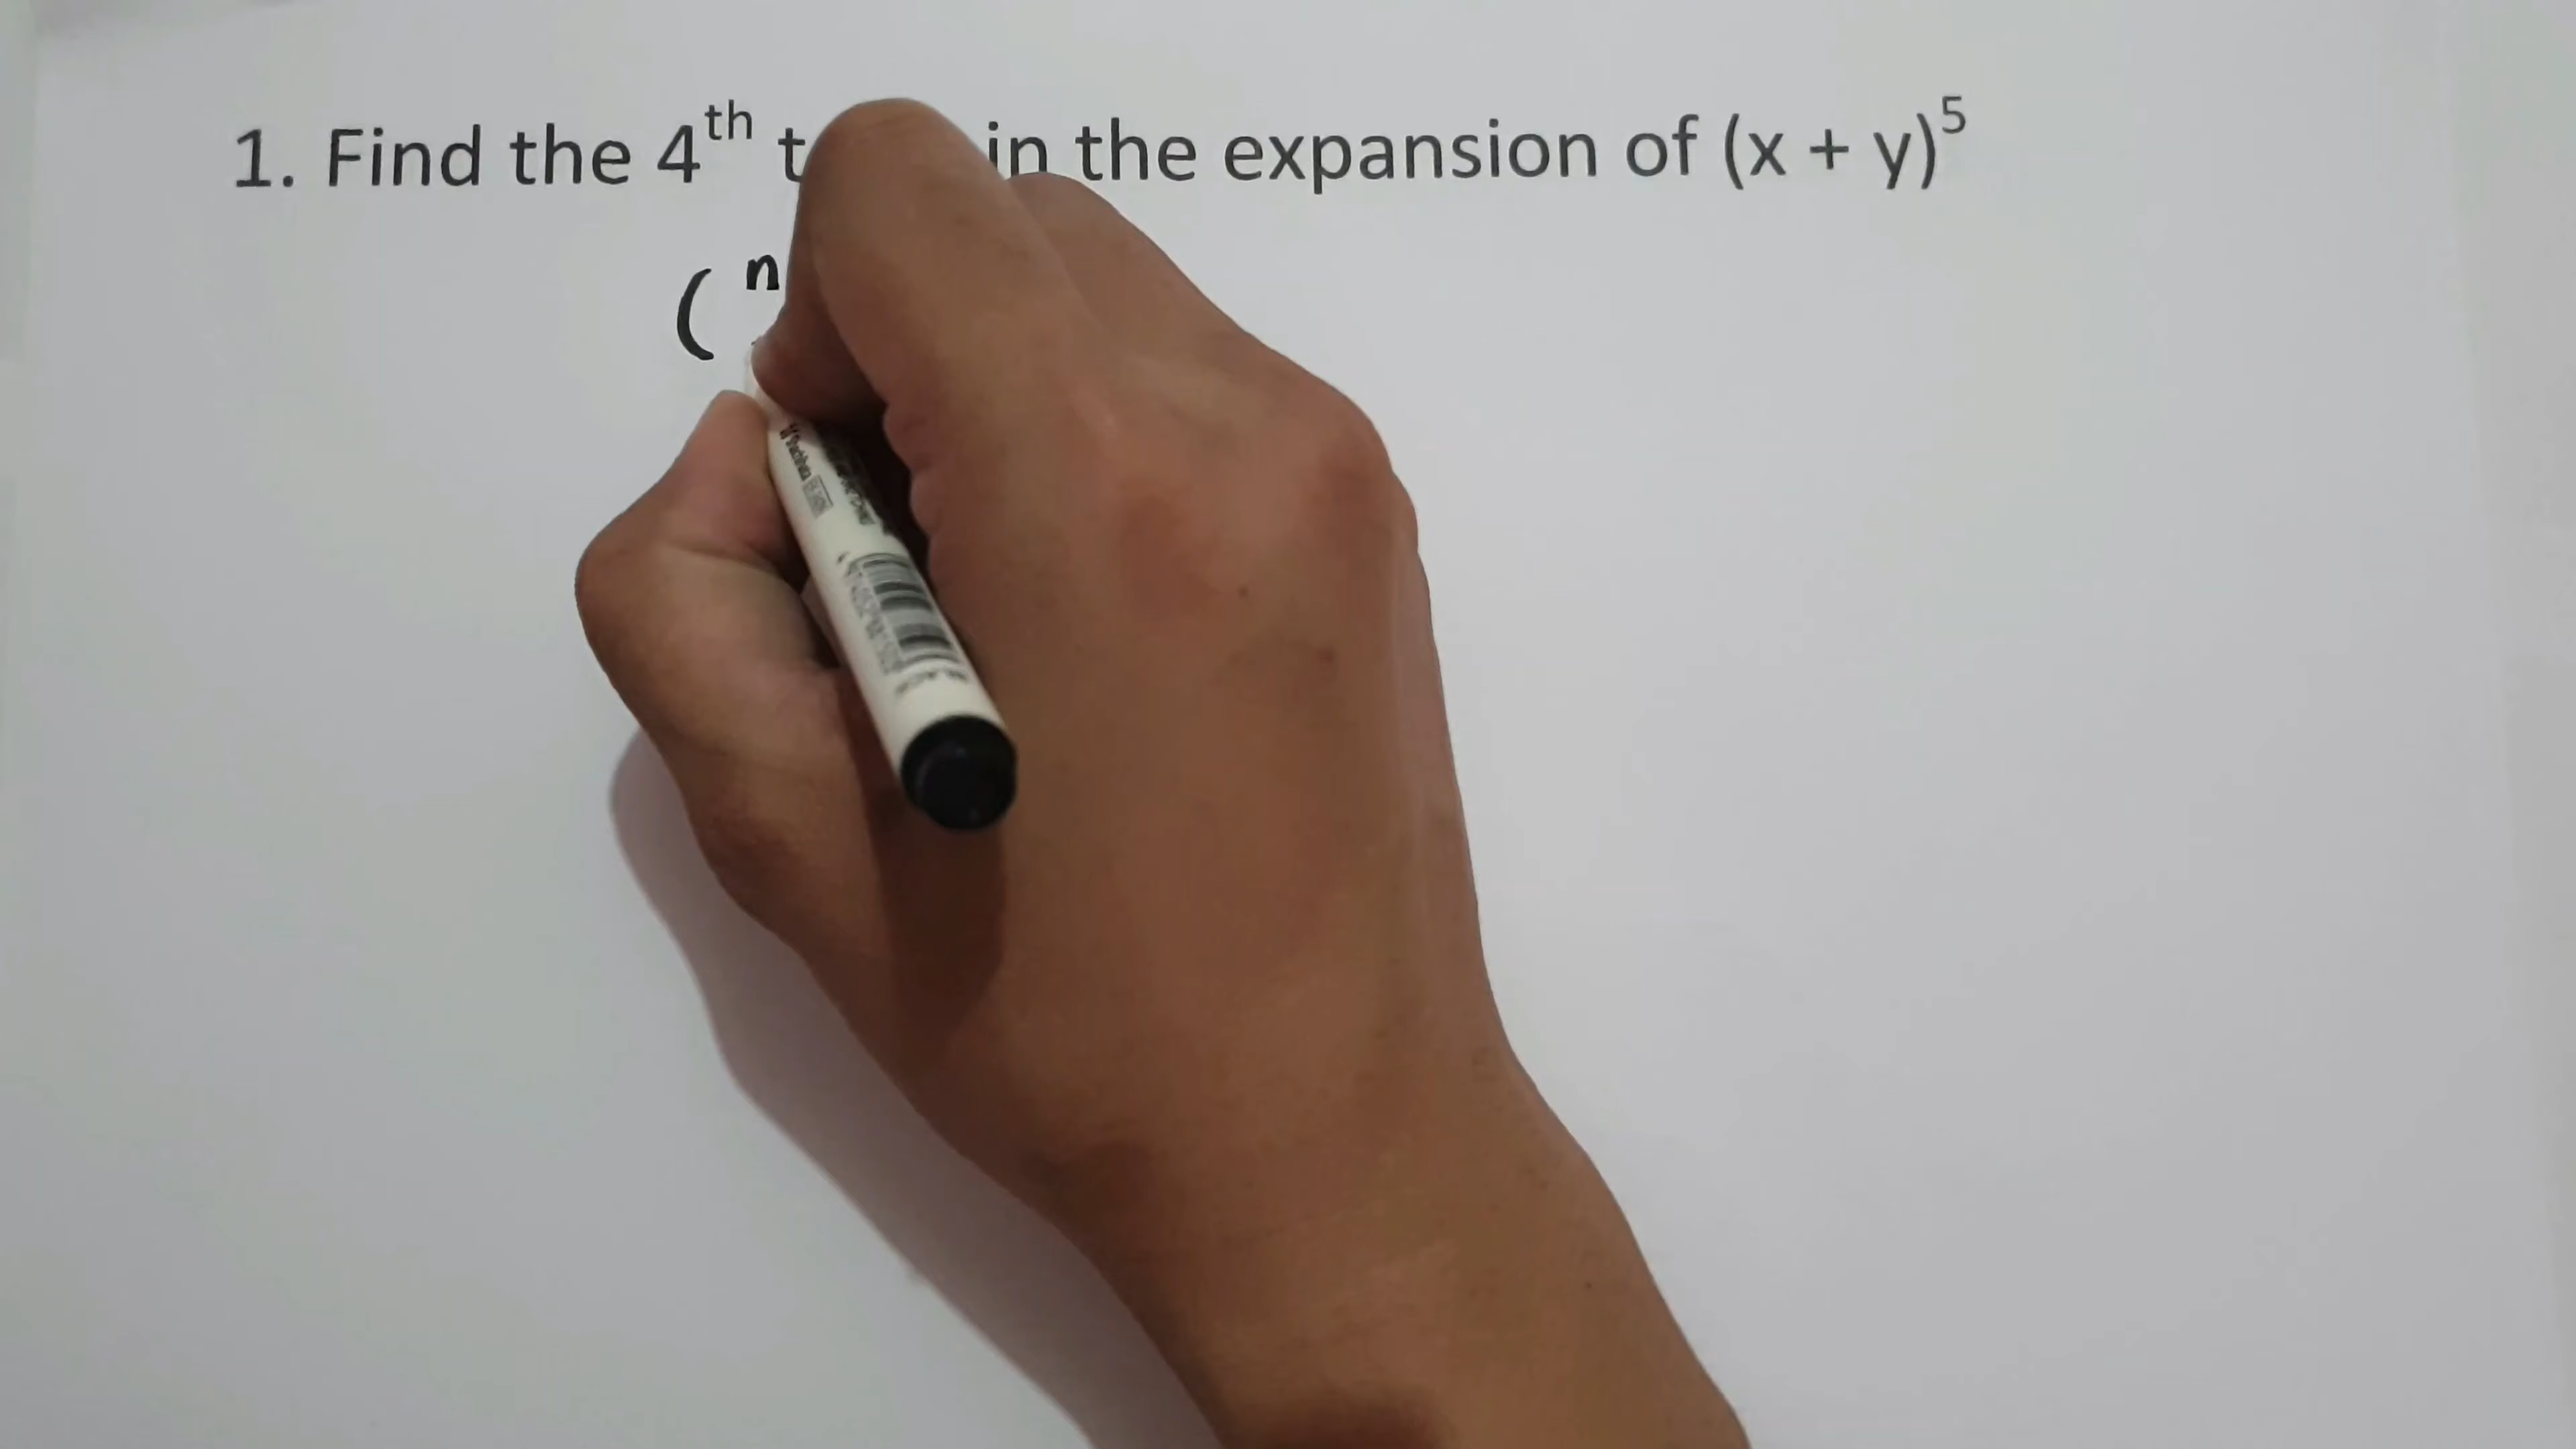 1. Find the 4th in the expansion of (x + y)5
( n